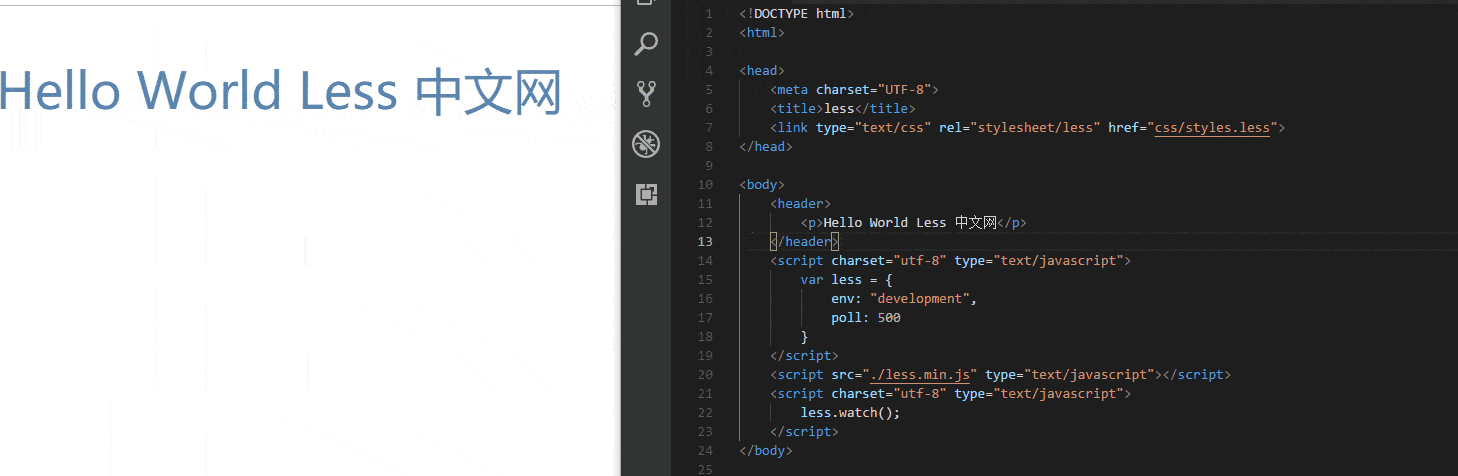 Hello World Less 中文网
1 <!DOCTYPE html>
2 <html>
3
4 <head>
5 <meta charset="UTF-8">
6 <title>less</title>
7 <link type="text/css" rel="stylesheet/less" href="css/styles.less">
8 </head>
9
10 <body>
11 <header>
12 <p>Hello World Less 中文网</p>
13 </header>
14 <script charset="utf-8" type="text/javascript">
15 var less = {
16 env: "development",
17 poll: 500
18 }
19 </script>
20 <script src="./less.min.js" type="text/javascript"></script>
21 <script charset="utf-8" type="text/javascript">
22 less.watch();
23 </script>
24 </body>
25